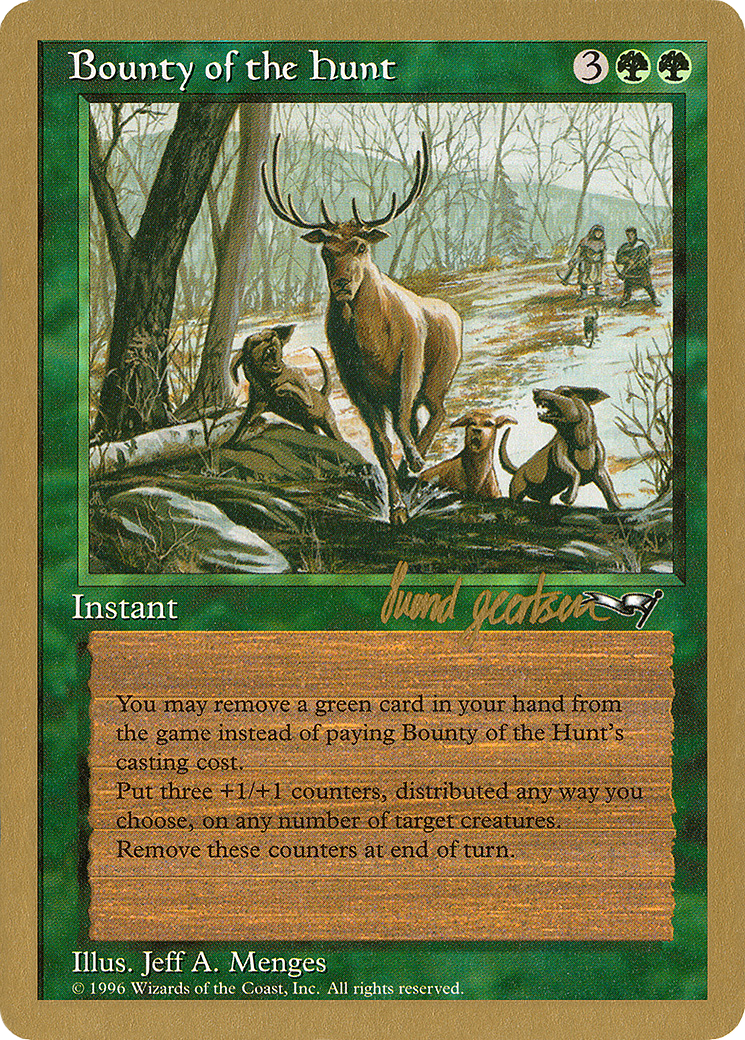 Bounty of the Hunt 3
Instant
Svend Geertsen
You may remove a green card in your hand from
the game instead of paying Bounty of the Hunt's
casting cost.
Put three +1/+1 counters, distributed any way you
choose, on any number of target creatures.
Remove these counters at end of turn.
Illus. Jeff A. Menges
© 1996 Wizards of the Coast, Inc. All rights reserved.